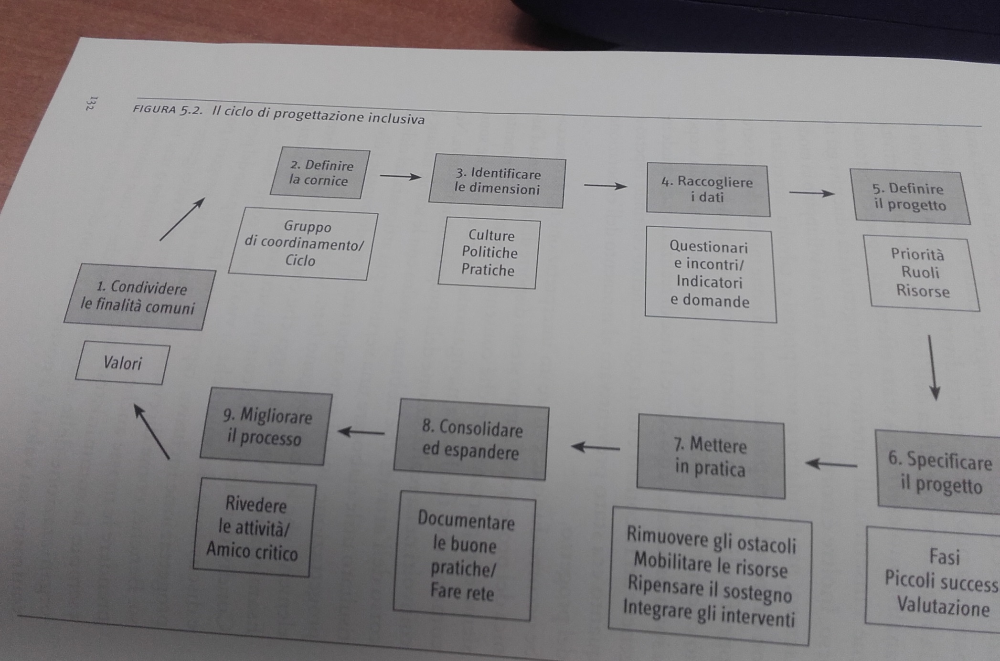 132
FIGURA 5.2. Il ciclo di progettazione inclusiva
1. Condividere
le finalità comuni
Valori
2. Definire
la cornice
Gruppo
di coordinamento/
Ciclo
3. Identificare
le dimensioni
Culture
Politiche
Pratiche
4. Raccogliere
i dati
Questionari
e incontri/
Indicatori
e domande
5. Definire
il progetto
Priorità
Ruoli
Risorse
6. Specificare
il progetto
Fasi
Piccoli success
Valutazione
7. Mettere
in pratica
Rimuovere gli ostacoli
Mobilitare le risorse
Ripensare il sostegno
Integrare gli interventi
8. Consolidare
ed espandere
Documentare
le buone
pratiche/
Fare rete
9. Migliorare
il processo
Rivedere
le attività/
Amico critico